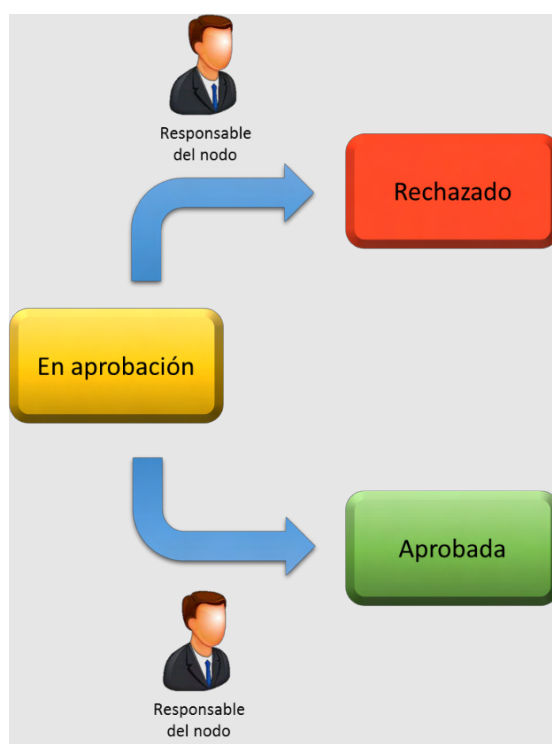 Responsable
del nodo
Rechazado
En aprobación
Aprobada
Responsable
del nodo